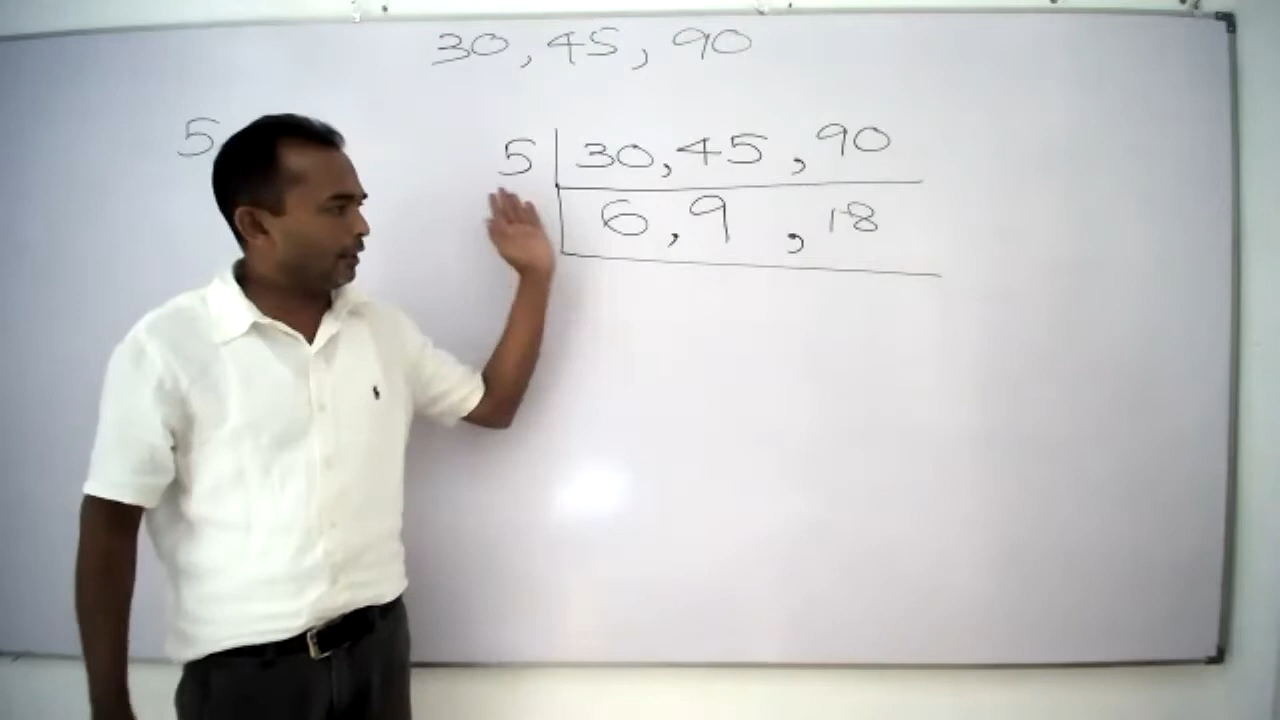 30, 45, 90
5
5 30, 45, 90
6, 9, 18